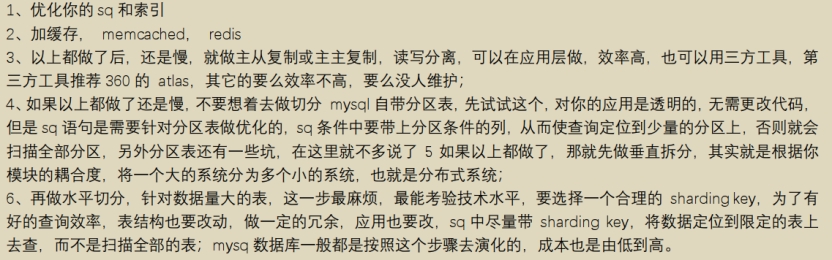 1、优化你的 sq 和索引
2、加缓存， memcached， redis
3、以上都做了后，还是慢，就做主从复制或主主复制，读写分离，可以在应用层做，效率高，也可以用三方工具，第
三方工具推荐 360 的 atlas，其它的要么效率不高，要么没人维护；
4、如果以上都做了还是慢，不要想着去做切分 mysql 自带分区表，先试试这个，对你的应用是透明的，无需更改代码，
但是 sq 语句是需要针对分区表做优化的，sq 条件中要带上分区条件的列，从而使查询定位到少量的分区上，否则就会
扫描全部分区，另外分区表还有一些坑，在这里就不多说了 5 如果以上都做了，那就先做垂直拆分，其实就是根据你
模块的耦合度，将一个大的系统分为多个小的系统，也就是分布式系统；
6、再做水平切分，针对数据量大的表，这一步最麻烦，最能考验技术水平，要选择一个合理的 sharding key，为了有
好的查询效率，表结构也要改动，做一定的冗余，应用也要改，sq 中尽量带 sharding key，将数据定位到限定的表上
去查，而不是扫描全部的表；mysq 数据库一般都是按照这个步骤去演化的，成本也是由低到高。